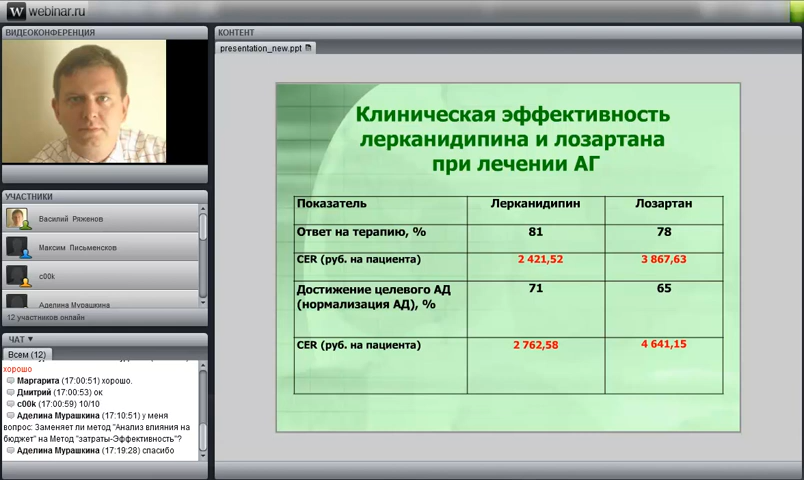 webinar.ru
ВИДЕОКОНФЕРЕНЦИЯ
КОНТЕНТ
presentation_new.ppt
Клиническая эффективность
лерканидипина и лозартана
при лечении АГ
Показатель Лерканидипин Лозартан
Ответ на терапию, % 81 78
CER (руб. на пациента) 2 421,52 3 867,63
Достижение целевого АД 71 65
(нормализация АД), %
CER (руб. на пациента) 2 762,58 4 641,15
УЧАСТНИКИ
Василий Ряженов
Максим Письменсков
c00k
Аделина Мурашкина
12 участников онлайн
ЧАТ
Всем (12)
хорошо
Маргарита (17:00:51) хорошо.
Дмитрий (17:00:53) ок
c00k (17:00:59) 10/10
Аделина Мурашкина (17:10:51) у меня
вопрос: Заменяет ли метод "Анализ влияния на
бюджет" на Метод "затраты-Эффективность"?
Аделина Мурашкина (17:19:28) спасибо